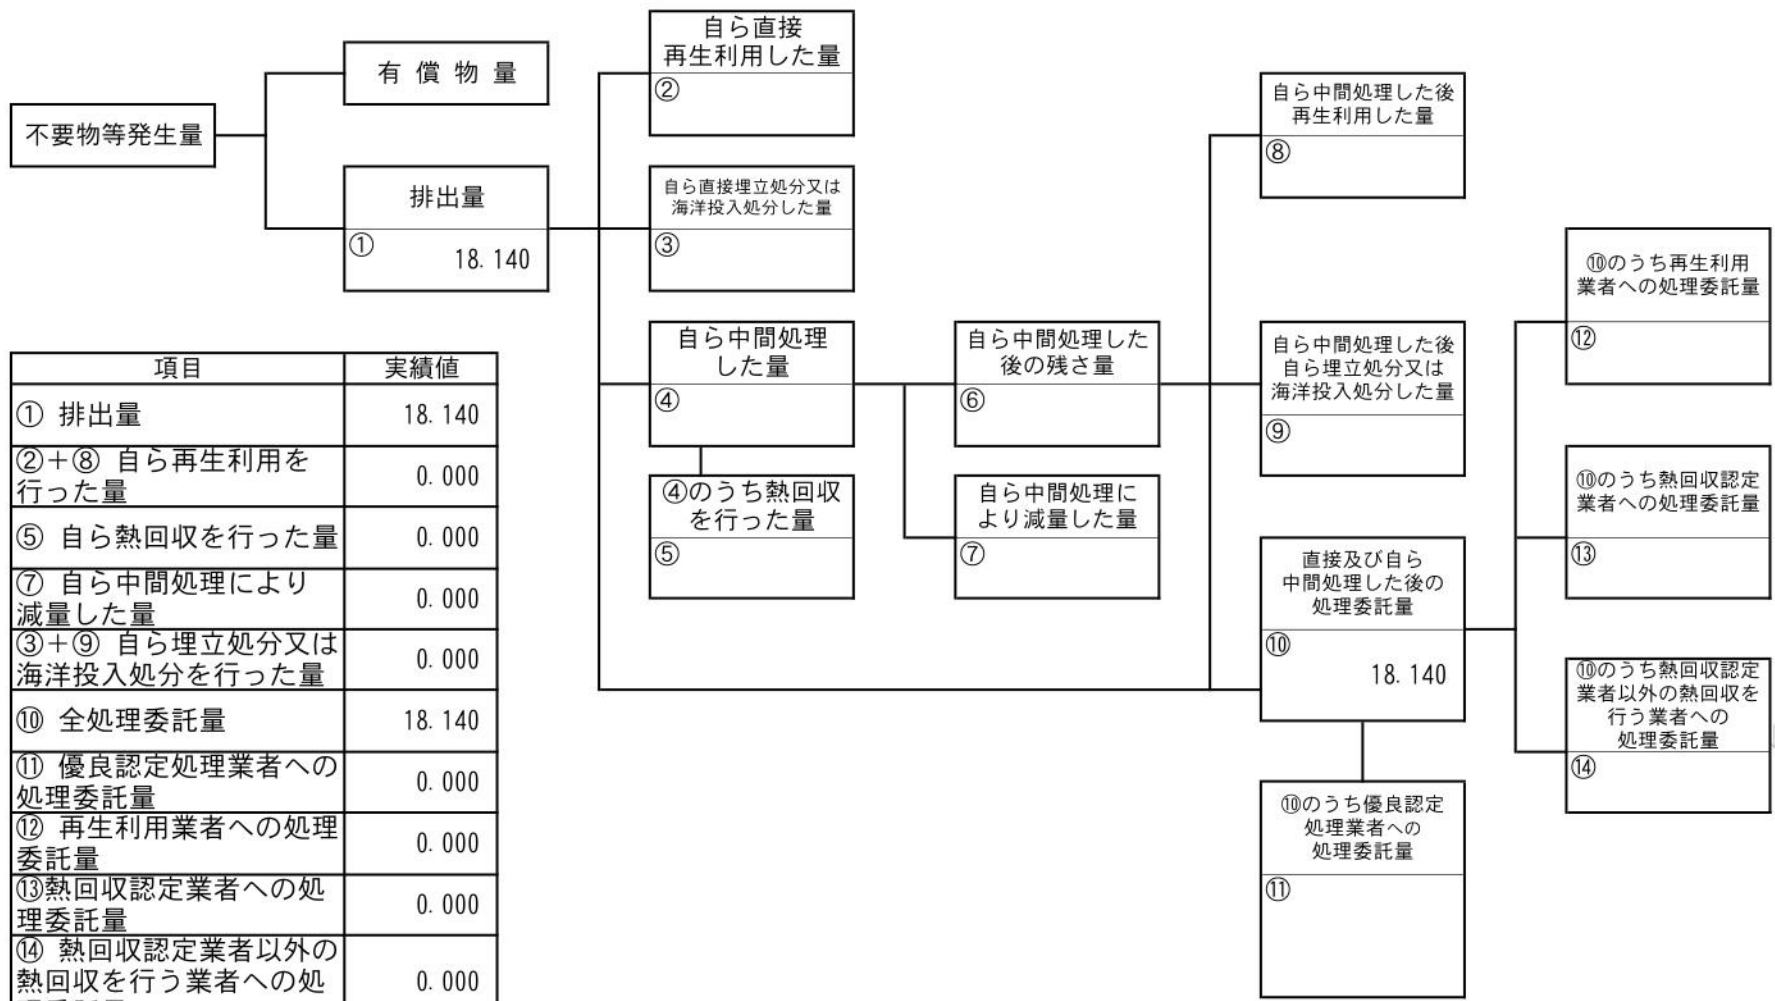 不要物等発生量
有 償 物 量
排出量
①
18.140
自ら直接
再生利用した量
②
自ら直接埋立処分又は
海洋投入処分した量
③
自ら中間処理
した量
④
④のうち熱回収
を行った量
⑤
自ら中間処理した
後の残さ量
⑥
自ら中間処理に
より減量した量
⑦
自ら中間処理した後
再生利用した量
⑧
自ら中間処理した後
自ら埋立処分又は
海洋投入処分した量
⑨
直接及び自ら
中間処理した後の
処理委託量
⑩
18.140
⑩のうち優良認定
処理業者への
処理委託量
⑪
⑩のうち再生利用
業者への処理委託量
⑫
⑩のうち熱回収認定
業者への処理委託量
⑬
⑩のうち熱回収認定
業者以外の熱回収を
行う業者への
処理委託量
⑭
項目 実績値
① 排出量 18.140
②+⑧ 自ら再生利用を
行った量 0.000
⑤ 自ら熱回収を行った量 0.000
⑦ 自ら中間処理により
減量した量 0.000
③+⑨ 自ら埋立処分又は
海洋投入処分を行った量 0.000
⑩ 全処理委託量 18.140
⑪ 優良認定処理業者への
処理委託量 0.000
⑫ 再生利用業者への処理
委託量 0.000
⑬熱回収認定業者への処
理委託量 0.000
⑭ 熱回収認定業者以外の
熱回収を行う業者への処 0.000